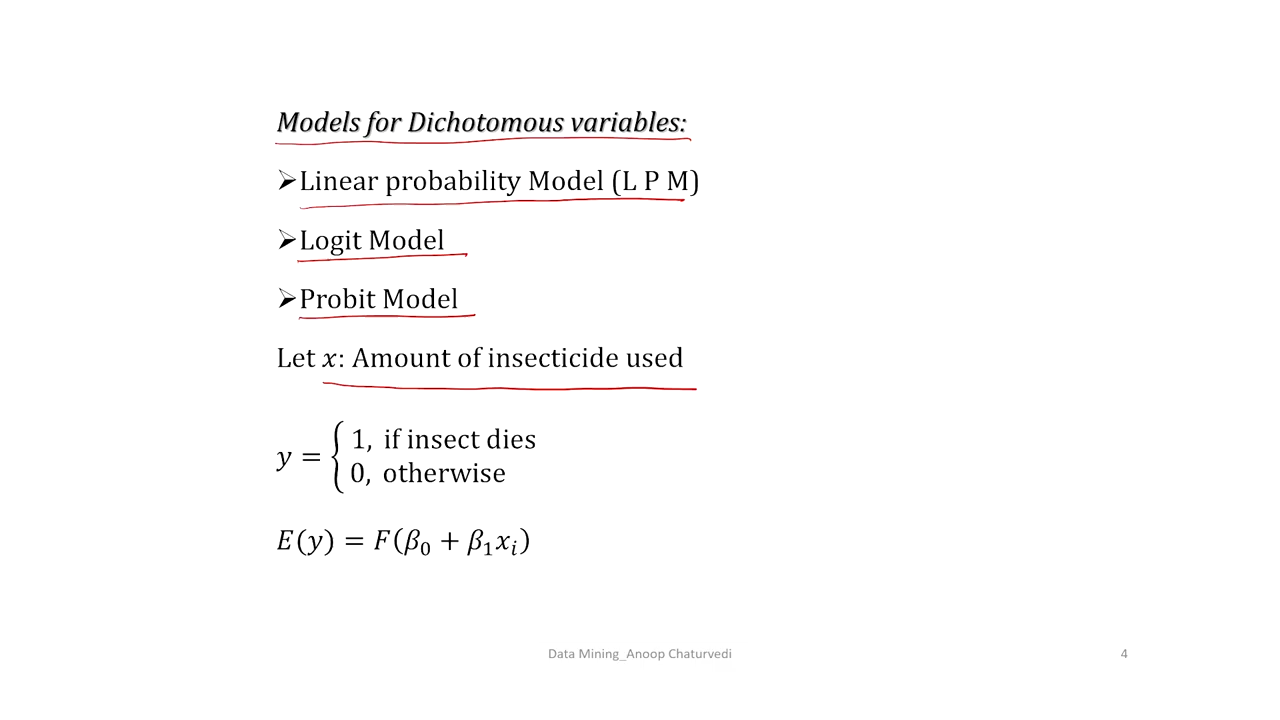 Models for Dichotomous variables:
➢Linear probability Model (L P M)
➢Logit Model
➢Probit Model
Let x: Amount of insecticide used
y = { 1, if insect dies
0, otherwise
E(y) = F(β₀ + β₁xᵢ)
Data Mining_Anoop Chaturvedi
4